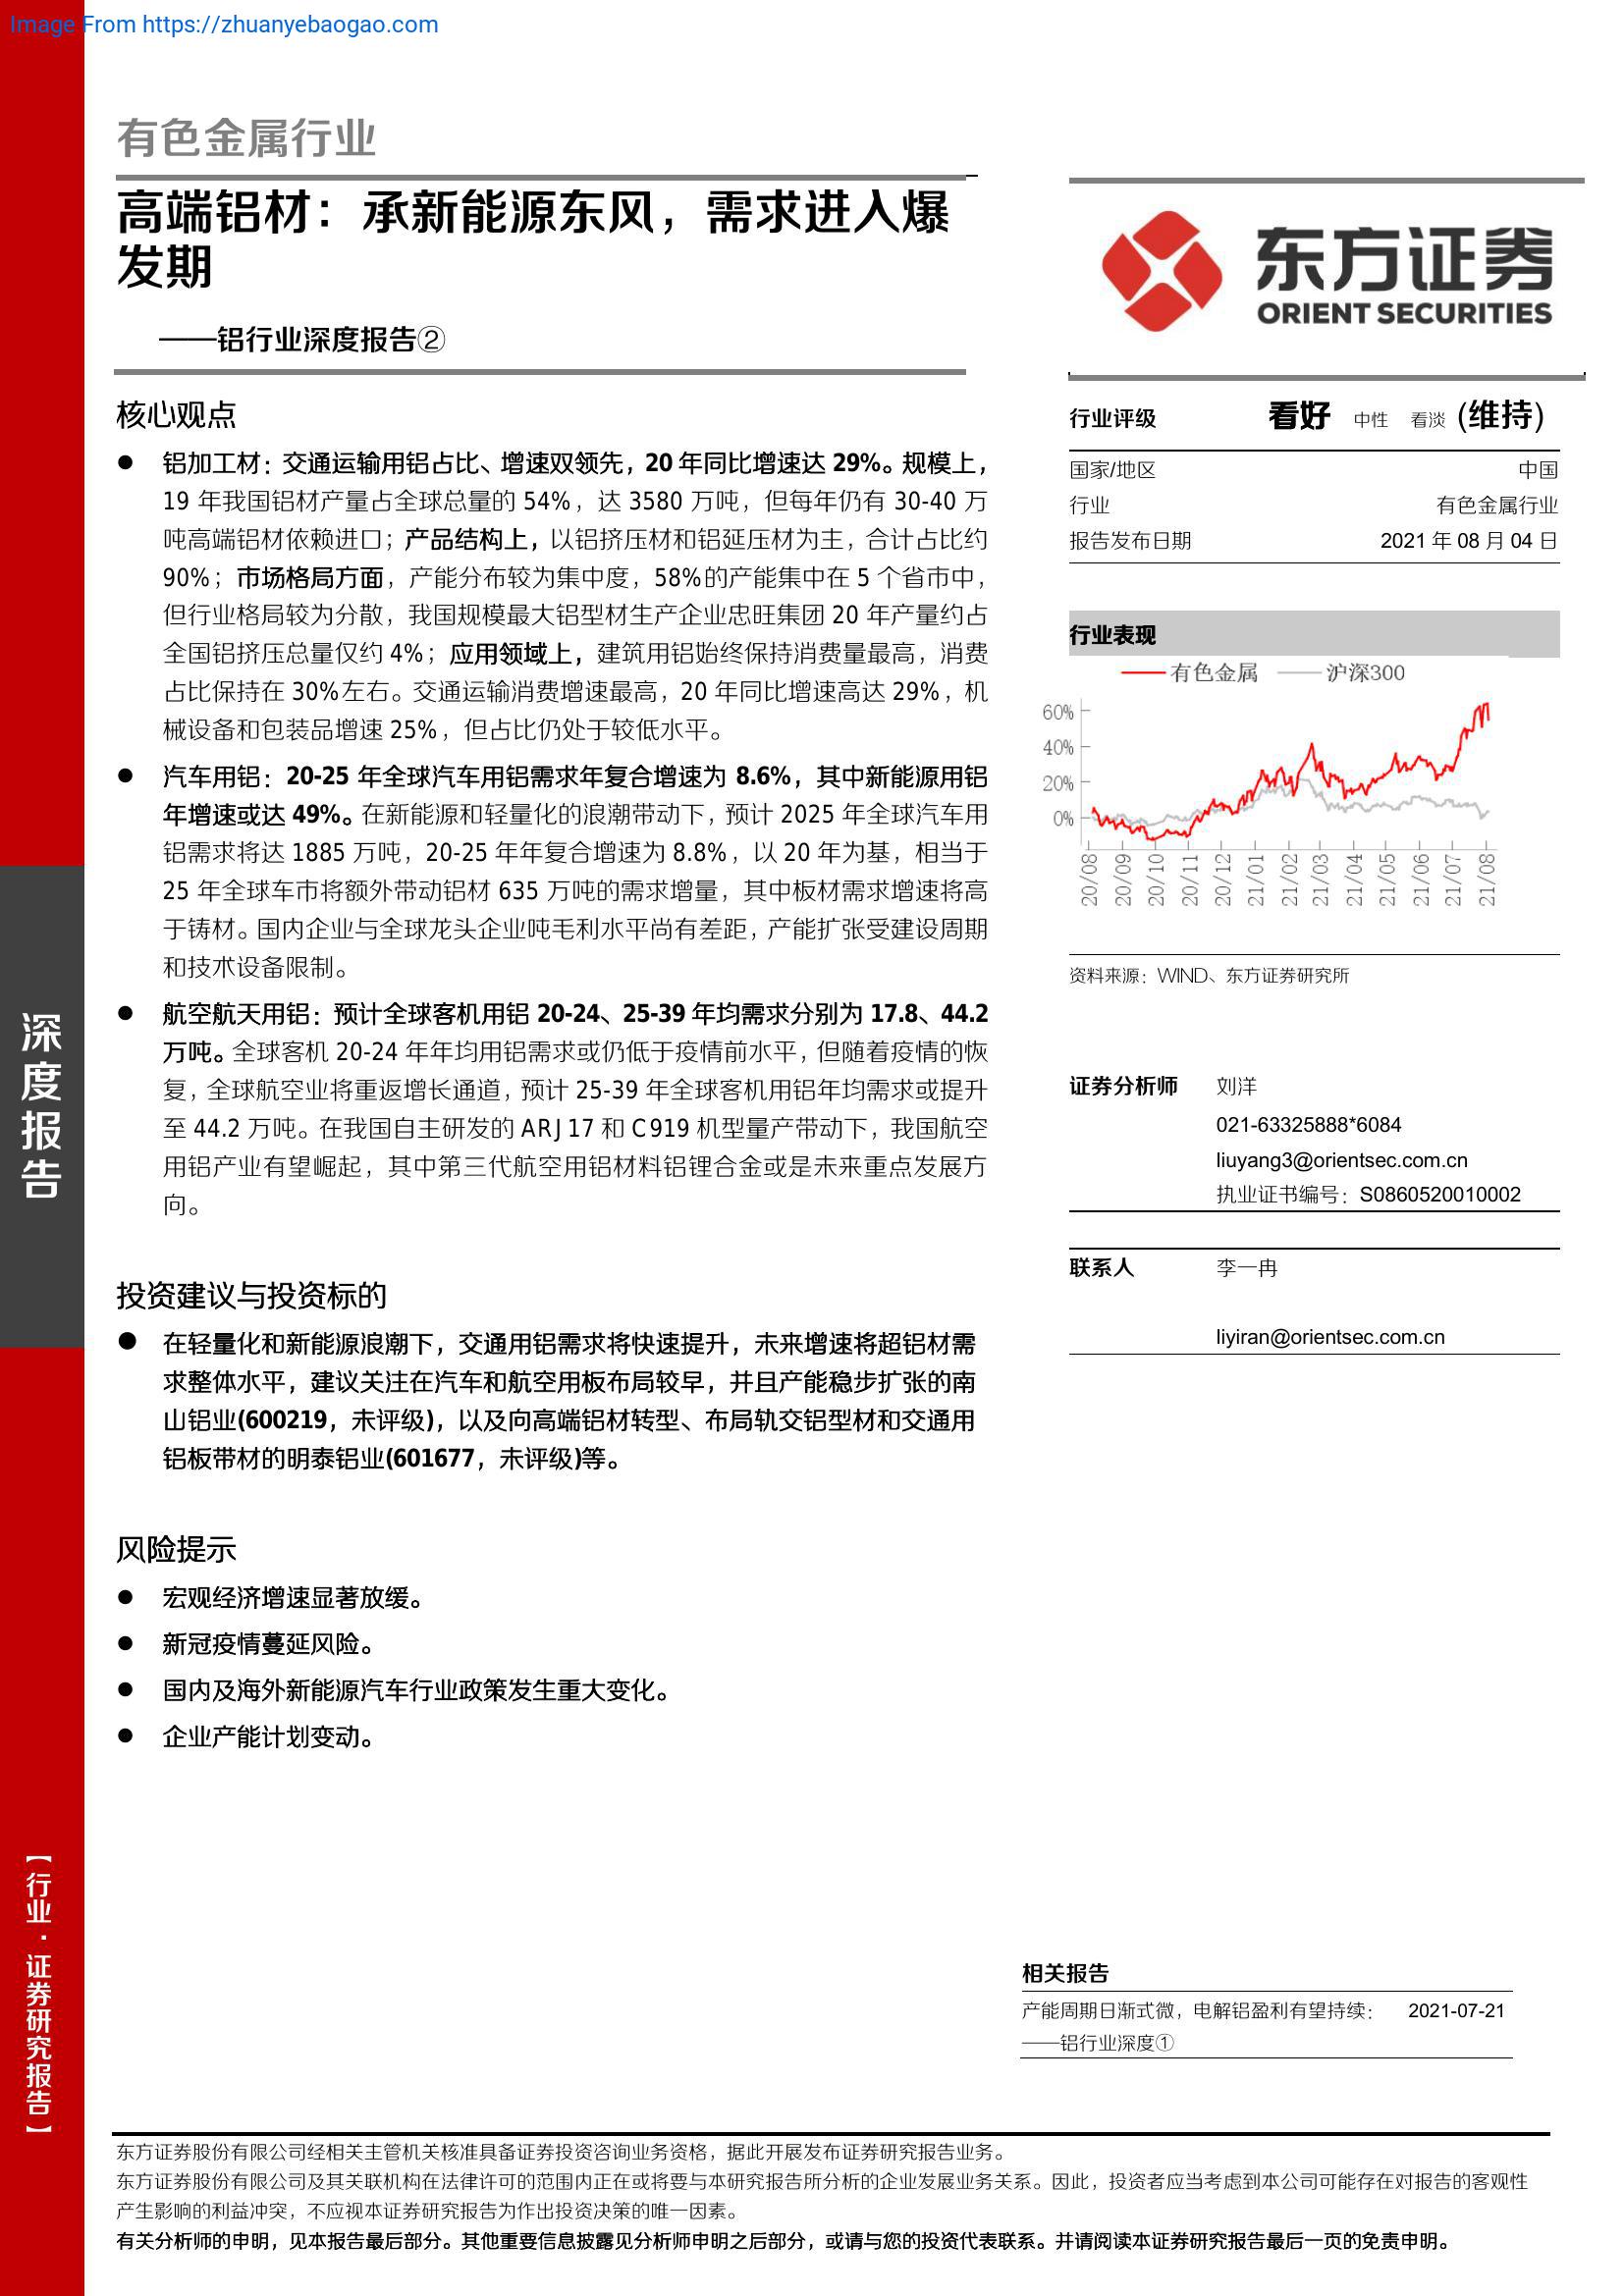 Image From https://zhuanyebaogao.com
有色金属行业
高端铝材：承新能源东风，需求进入爆
发期
——铝行业深度报告②
核心观点
● 铝加工材：交通运输用铝占比、增速双领先，20 年同比增速达 29%。规模上，
19 年我国铝材产量占全球总量的 54%，达 3580 万吨，但每年仍有 30-40 万
吨高端铝材依赖进口；产品结构上，以铝挤压材和铝延压材为主，合计占比约
90%；市场格局方面，产能分布较为集中度，58%的产能集中在 5 个省市中，
但行业格局较为分散，我国规模最大铝型材生产企业忠旺集团 20 年产量约占
全国铝挤压总量仅约 4%；应用领域上，建筑用铝始终保持消费量最高，消费
占比保持在 30%左右。交通运输消费增速最高，20 年同比增速高达 29%，机
械设备和包装品增速 25%，但占比仍处于较低水平。
● 汽车用铝：20-25 年全球汽车用铝需求年复合增速为 8.6%，其中新能源用铝
年增速或达 49%。在新能源和轻量化的浪潮带动下，预计 2025 年全球汽车用
铝需求将达 1885 万吨，20-25 年年复合增速为 8.8%，以 20 年为基，相当于
25 年全球车市将额外带动铝材 635 万吨的需求增量，其中板材需求增速将高
于铸材。国内企业与全球龙头企业吨毛利水平尚有差距，产能扩张受建设周期
和技术设备限制。
● 航空航天用铝：预计全球客机用铝 20-24、25-39 年均需求分别为 17.8、44.2
万吨。全球客机 20-24 年年均用铝需求或仍低于疫情前水平，但随着疫情的恢
复，全球航空业将重返增长通道，预计 25-39 年全球客机用铝年均需求或提升
至 44.2 万吨。在我国自主研发的 ARJ17 和 C919 机型量产带动下，我国航空
用铝产业有望崛起，其中第三代航空用铝材料铝锂合金或是未来重点发展方
向。
投资建议与投资标的
● 在轻量化和新能源浪潮下，交通用铝需求将快速提升，未来增速将超铝材需
求整体水平，建议关注在汽车和航空用板布局较早，并且产能稳步扩张的南
山铝业(600219，未评级)，以及向高端铝材转型、布局轨交铝型材和交通用
铝板带材的明泰铝业(601677，未评级)等。
风险提示
● 宏观经济增速显著放缓。
● 新冠疫情蔓延风险。
● 国内及海外新能源汽车行业政策发生重大变化。
● 企业产能计划变动。
东方证券
ORIENT SECURITIES
行业评级 看好 中性 看淡 (维持)
国家/地区 中国
行业 有色金属行业
报告发布日期 2021 年 08 月 04 日
行业表现
有色金属 沪深300
60%
40%
20%
0%
20/08 20/09 20/10 20/11 20/12 21/01 21/02 21/03 21/04 21/05 21/06 21/07 21/08
资料来源：WIND、东方证券研究所
证券分析师 刘洋
021-63325888*6084
liuyang3@orientsec.com.cn
执业证书编号：S0860520010002
联系人 李一冉
liyiran@orientsec.com.cn
相关报告
产能周期日渐式微，电解铝盈利有望持续： 2021-07-21
——铝行业深度①
深度报告
【行业·证券研究报告】
东方证券股份有限公司经相关主管机关核准具备证券投资咨询业务资格，据此开展发布证券研究报告业务。
东方证券股份有限公司及其关联机构在法律许可的范围内正在或将要与本研究报告所分析的企业发展业务关系。因此，投资者应当考虑到本公司可能存在对报告的客观性
产生影响的利益冲突，不应视本证券研究报告为作出投资决策的唯一因素。
有关分析师的申明，见本报告最后部分。其他重要信息披露见分析师申明之后部分，或请与您的投资代表联系。并请阅读本证券研究报告最后一页的免责申明。